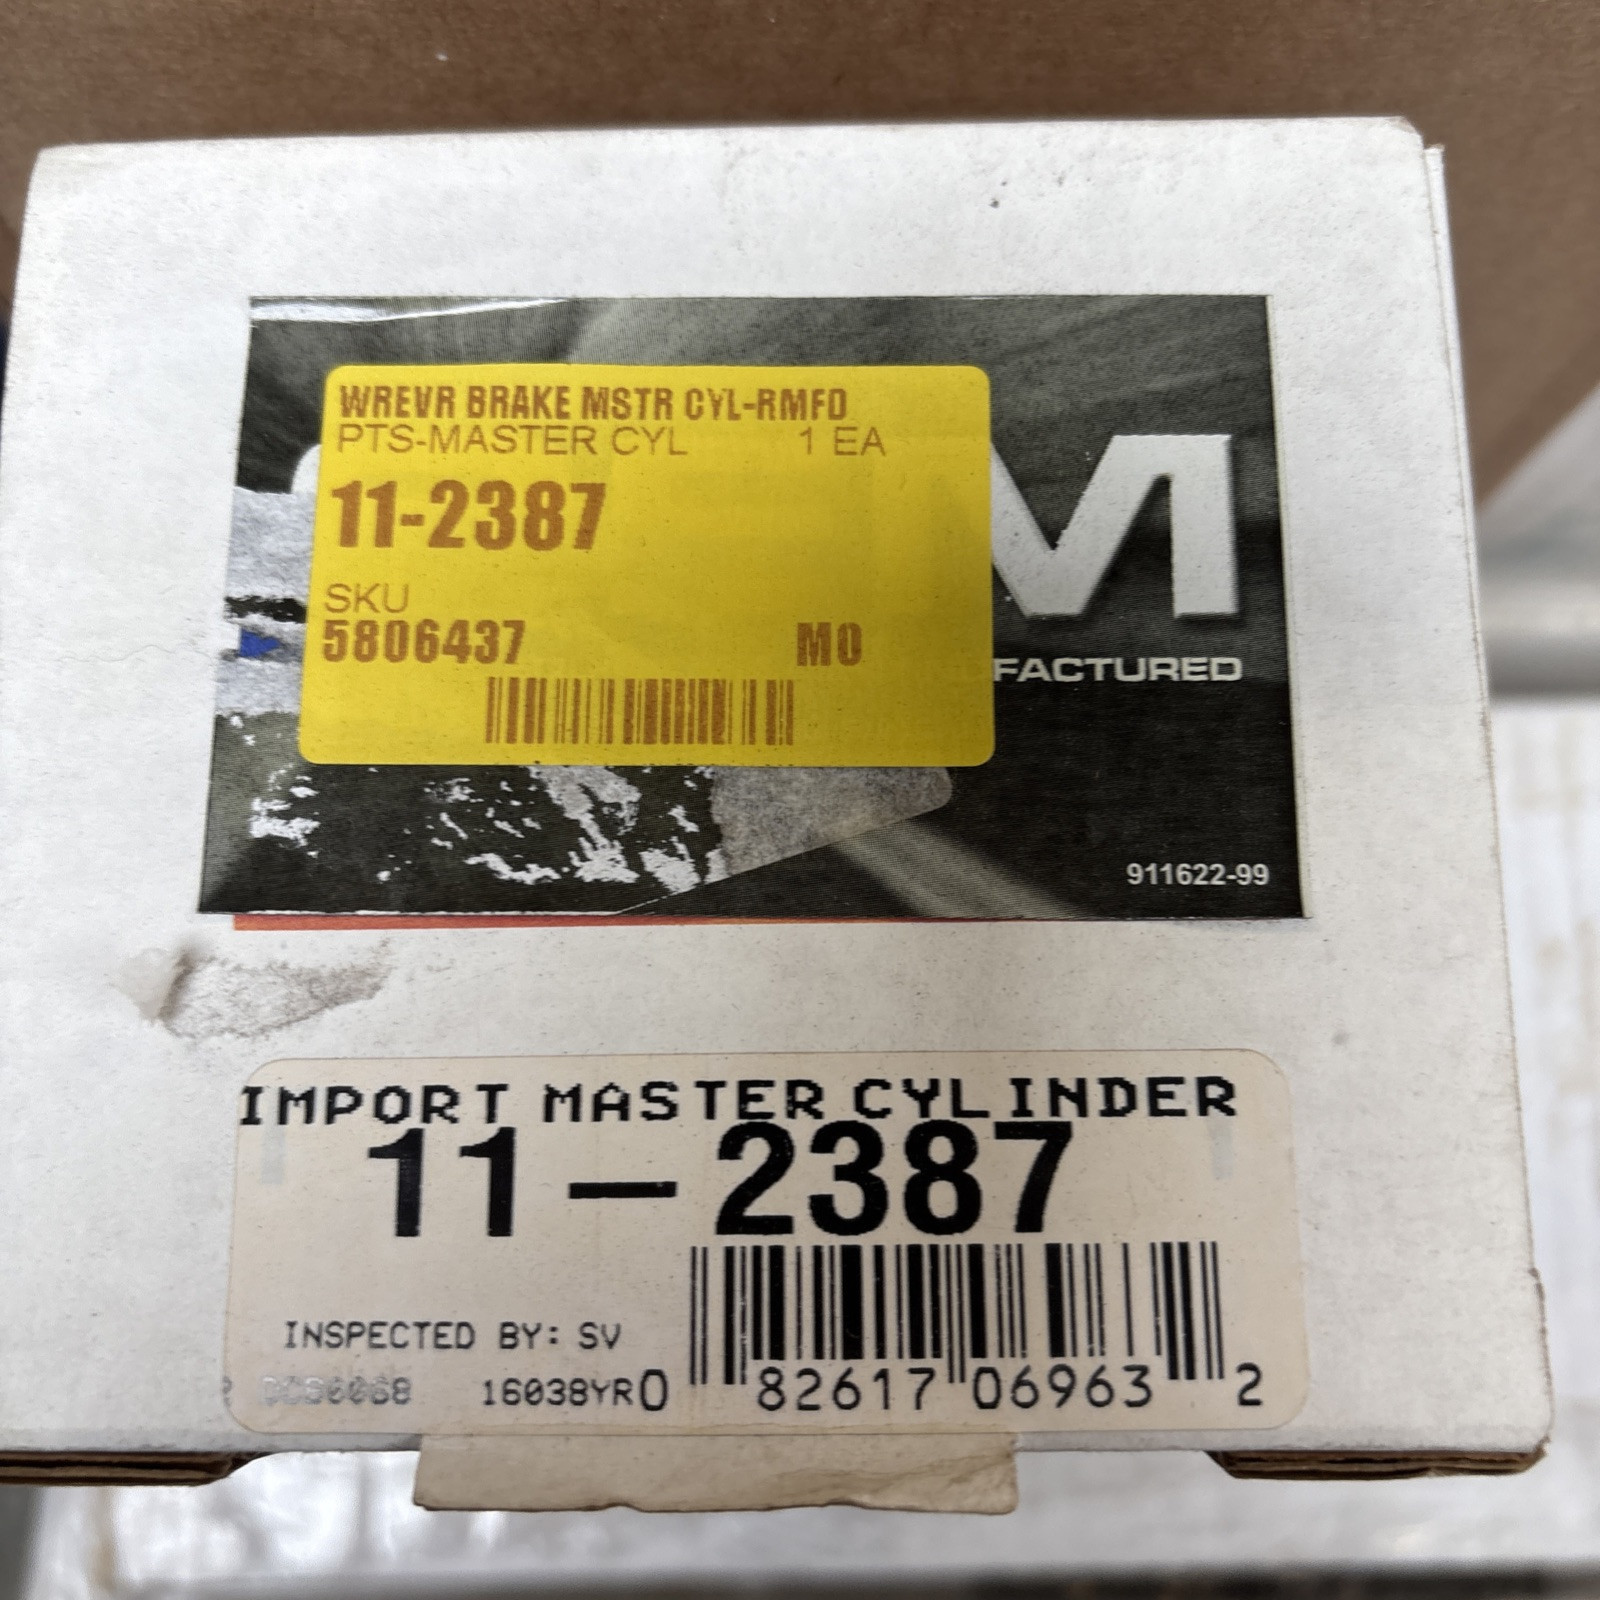 WREVR BRAKE MSTR CYL-RMFD
PTS-MASTER CYL 1 EA
11-2387
SKU
5806437 MO
M
FACTURED
911622-99
IMPORT MASTER CYLINDER
11-2387
INSPECTED BY: SV
16038YR
0 82617 06963 2